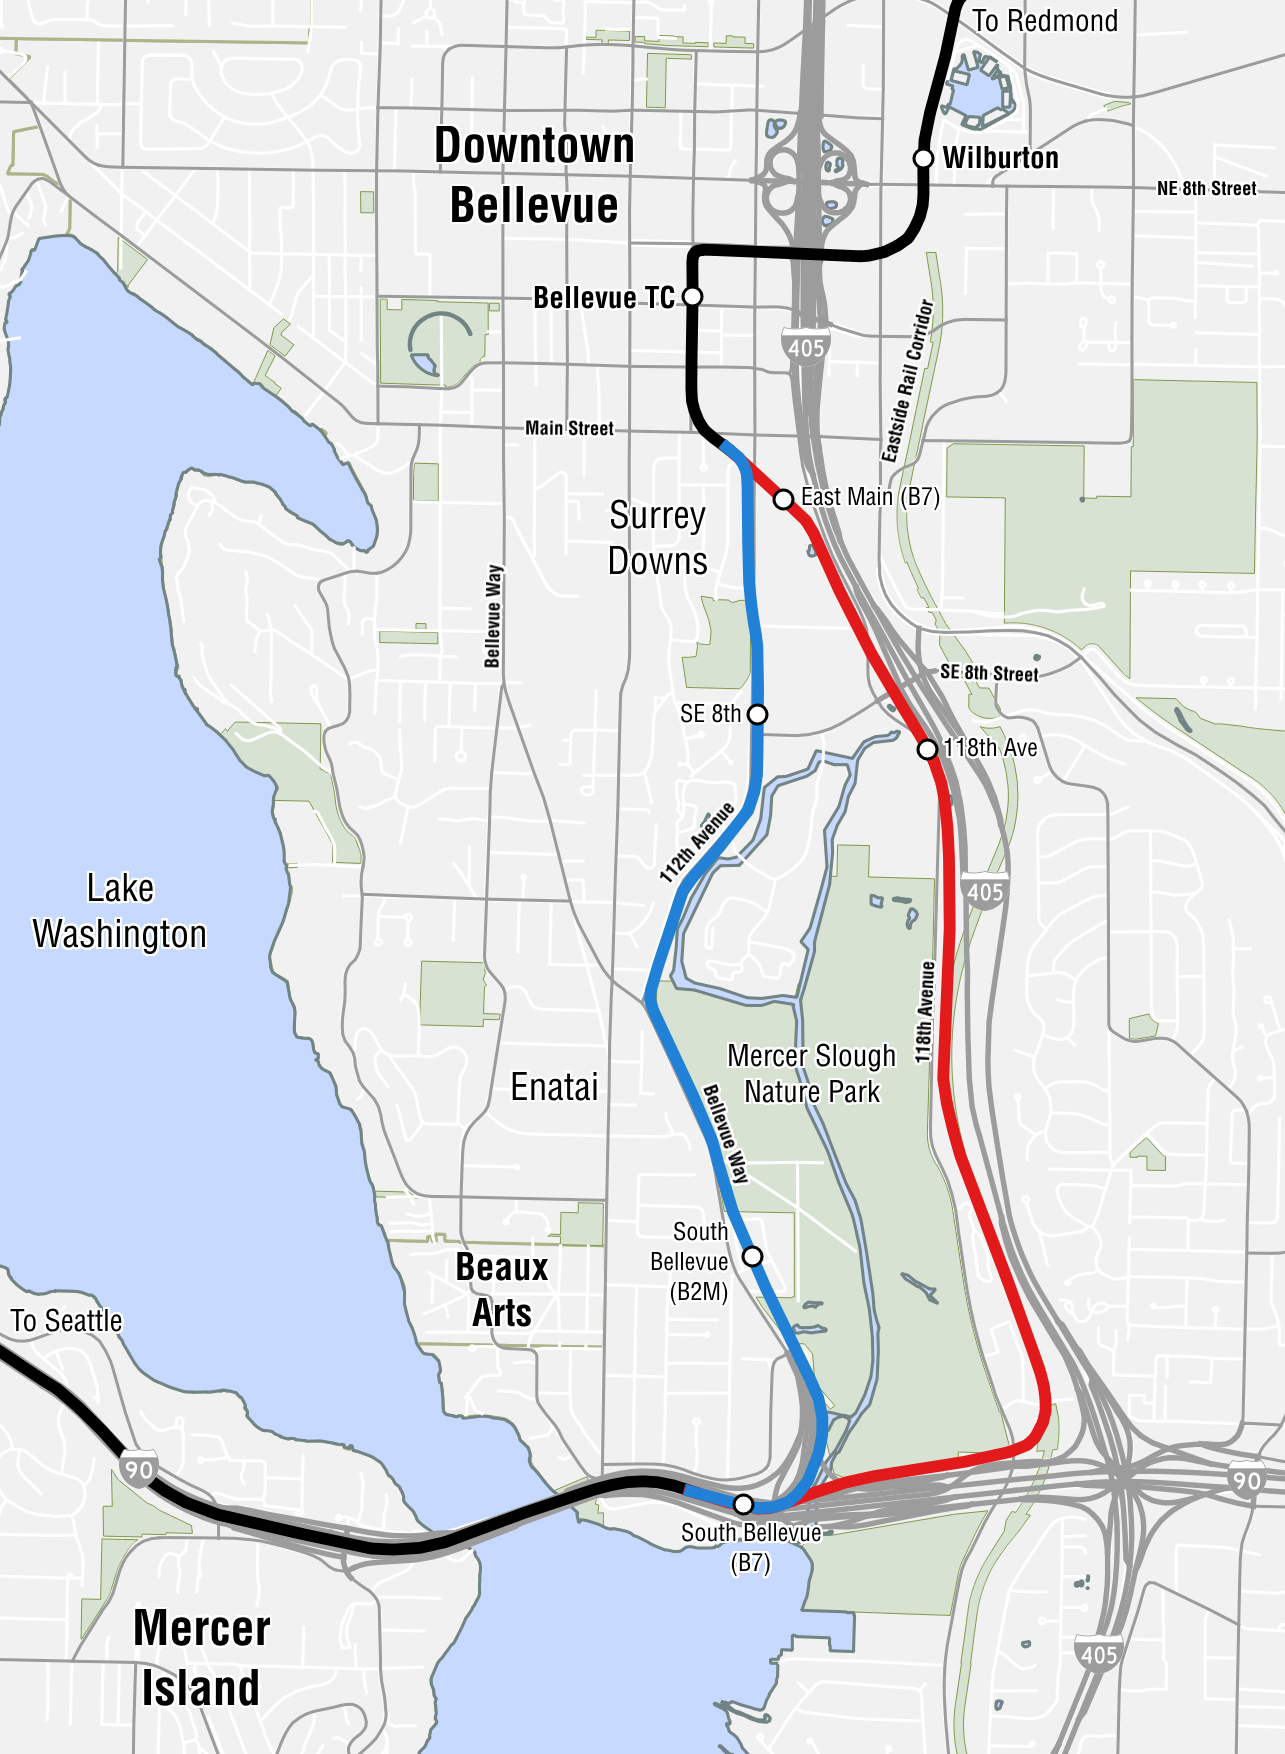 To Redmond
Downtown
Bellevue
Wilburton
NE 8th Street
Bellevue TC
405
Eastside Rail Corridor
Main Street
East Main (B7)
Surrey
Downs
Bellevue Way
SE 8th Street
SE 8th
118th Ave
112th Avenue
Lake
Washington
405
118th Avenue
Mercer Slough
Nature Park
Enatai
Bellevue Way
South
Bellevue
(B2M)
Beaux
Arts
To Seattle
90
90
South Bellevue
(B7)
Mercer
Island
405